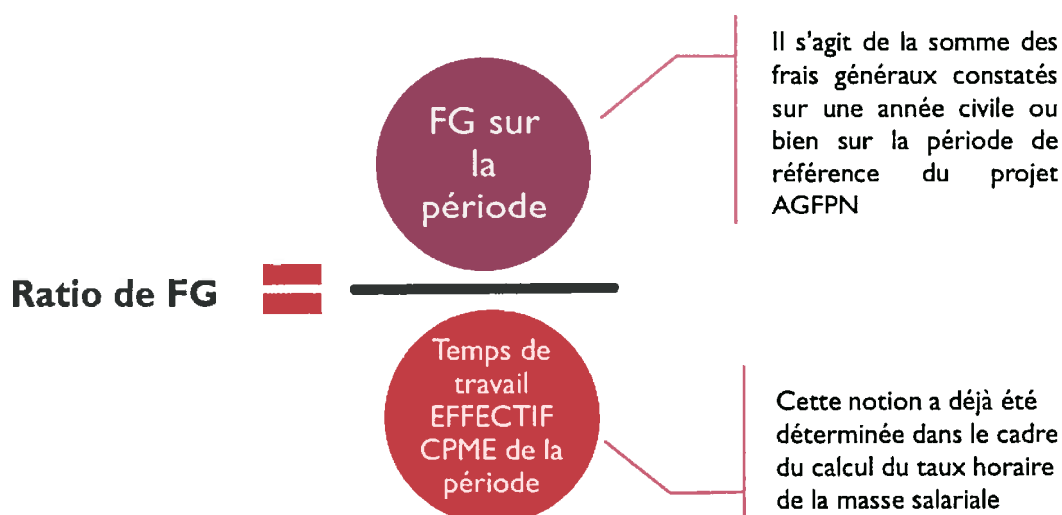 Ratio de FG
FG sur
la
période
Il s'agit de la somme des
frais généraux constatés
sur une année civile ou
bien sur la période de
référence du projet
AGFPN
Temps de
travail
EFFECTIF
CPME de la
période
Cette notion a déjà été
déterminée dans le cadre
du calcul du taux horaire
de la masse salariale